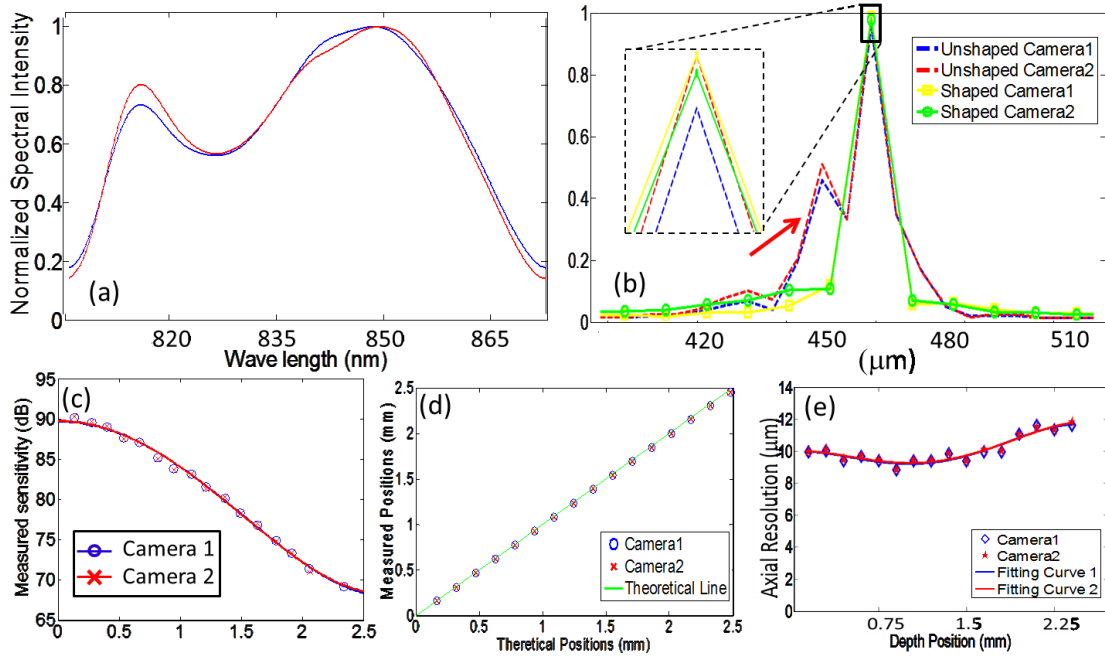 Normalized Spectral Intensity
1
0.8
0.6
0.4
0.2
0
(a)
820 835 850 865
Wave length (nm)
1
0.8
0.6
0.4
0.2
0
Unshaped Camera1
Unshaped Camera2
Shaped Camera1
Shaped Camera2
(b)
420 450 480 510
(μm)
Measured sensitivity (dB)
95
90
85
80
75
70
65
(c)
Camera 1
Camera 2
0 0.5 1 1.5 2 2.5
Measured Positions (mm)
2.5
2
1.5
1
0.5
0
(d)
Camera1
Camera2
Theoretical Line
0 0.5 1 1.5 2 2.5
Theretical Positions (mm)
Axial Resolution (μm)
14
12
10
8
6
4
2
0
(e)
Camera1
Camera2
Fitting Curve 1
Fitting Curve 2
0.75 1.5 2.25
Depth Position (mm)